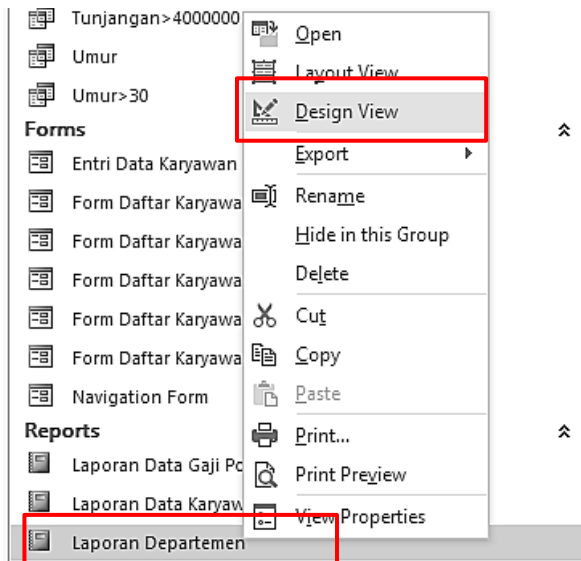 Tunjangan>4000000
Umur
Umur>30
Forms
Entri Data Karyawan
Form Daftar Karyawa
Form Daftar Karyawa
Form Daftar Karyawa
Form Daftar Karyawa
Form Daftar Karyawa
Navigation Form
Reports
Laporan Data Gaji Po
Laporan Data Karyaw
Laporan Departemen
Open
Layout View
Design View
Export
Rename
Hide in this Group
Delete
Cut
Copy
Paste
Print...
Print Preview
View Properties